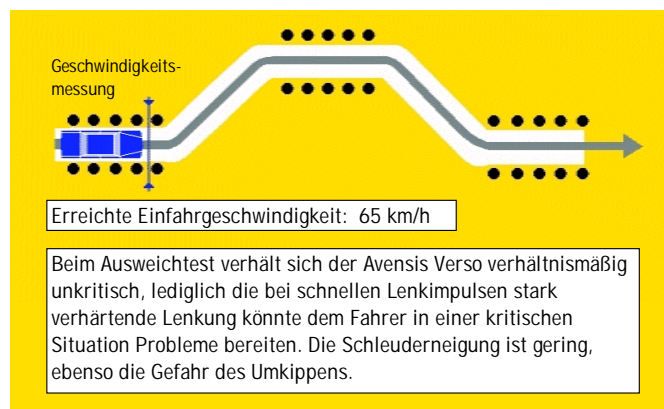 Geschwindigkeits-
messung
Erreichte Einfahrgeschwindigkeit: 65 km/h
Beim Ausweichtest verhält sich der Avensis Verso verhältnismäßig
unkritisch, lediglich die bei schnellen Lenkimpulsen stark
verhärtende Lenkung könnte dem Fahrer in einer kritischen
Situation Probleme bereiten. Die Schleuderneigung ist gering,
ebenso die Gefahr des Umkippens.